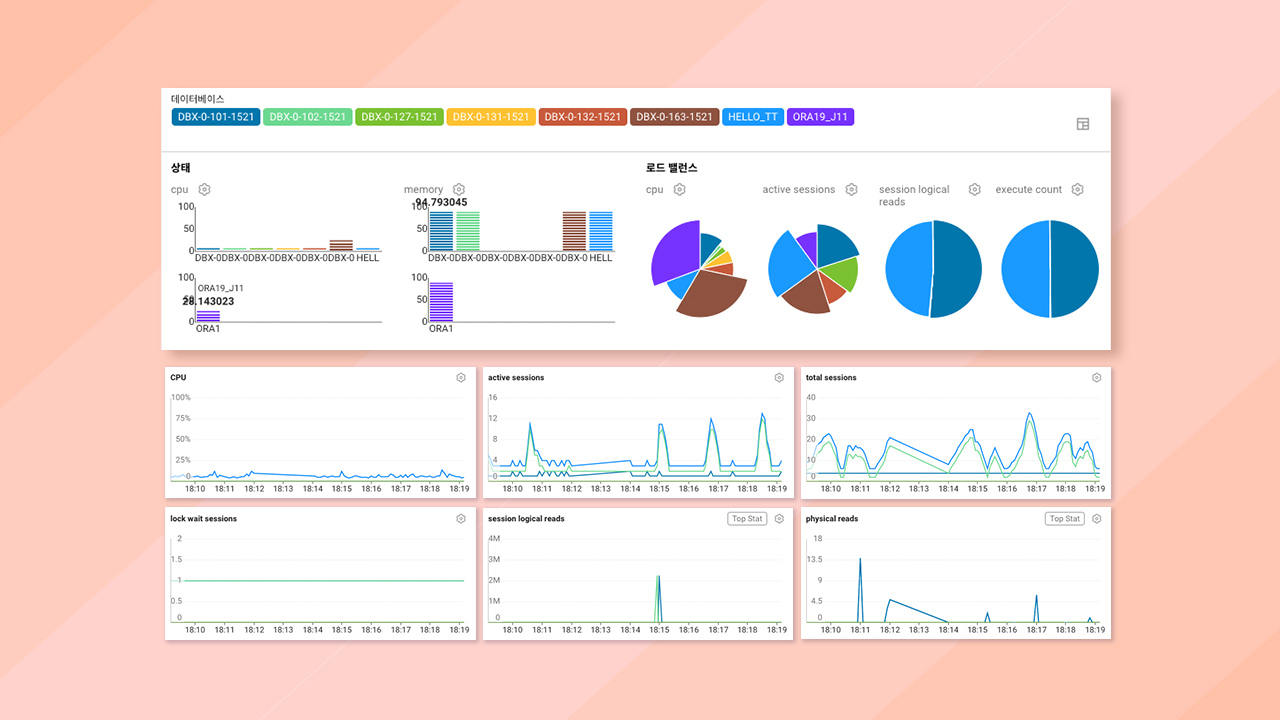 데이터베이스
DBX-0-101-1521 DBX-0-102-1521 DBX-0-127-1521 DBX-0-131-1521 DBX-0-132-1521 DBX-0-163-1521 HELLO_TT ORA19_J11
상태
cpu
100
50
0
DBX-0DBX-0DBX-0DBX-0DBX-0DBX-0 HELL
100
ORA19_J11
28.143023
0
ORA1
memory
94.793045
100
50
0
DBX-0DBX-0DBX-0DBX-0DBX-0DBX-0 HELL
100
50
0
ORA1
로드 밸런스
cpu
active sessions
session logical
reads
execute count
CPU
100%
75%
50%
25%
0
18:10 18:11 18:12 18:13 18:14 18:15 18:16 18:17 18:18 18:19
active sessions
16
12
8
4
0
18:10 18:11 18:12 18:13 18:14 18:15 18:16 18:17 18:18 18:19
total sessions
40
30
20
10
0
18:10 18:11 18:12 18:13 18:14 18:15 18:16 18:17 18:18 18:19
lock wait sessions
2
1.5
1
0.5
0
18:10 18:11 18:12 18:13 18:14 18:15 18:16 18:17 18:18 18:19
session logical reads Top Stat
4M
3M
2M
1M
0
18:10 18:11 18:12 18:13 18:14 18:15 18:16 18:17 18:18 18:19
physical reads Top Stat
18
13.5
9
4.5
0
18:10 18:11 18:12 18:13 18:14 18:15 18:16 18:17 18:18 18:19